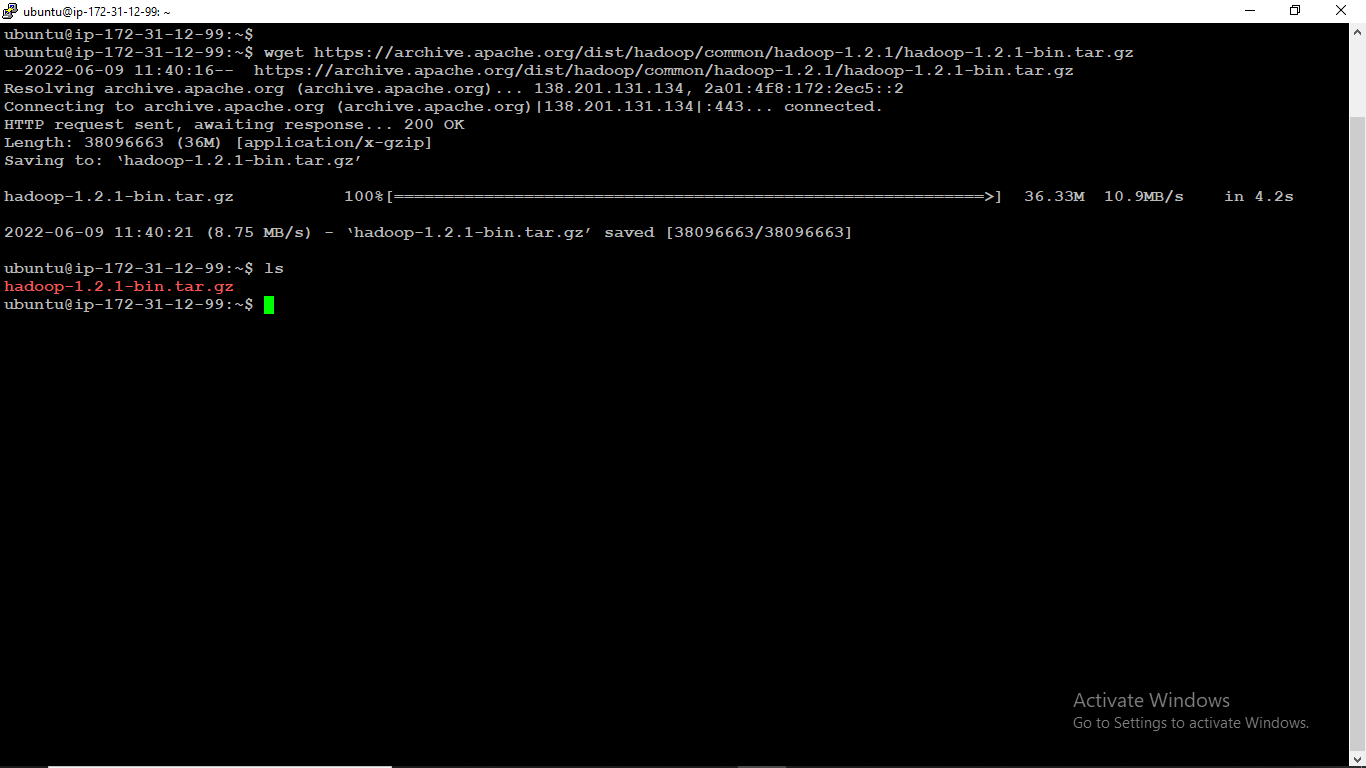 ubuntu@ip-172-31-12-99: ~
ubuntu@ip-172-31-12-99:~$
ubuntu@ip-172-31-12-99:~$ wget https://archive.apache.org/dist/hadoop/common/hadoop-1.2.1/hadoop-1.2.1-bin.tar.gz
--2022-06-09 11:40:16--  https://archive.apache.org/dist/hadoop/common/hadoop-1.2.1/hadoop-1.2.1-bin.tar.gz
Resolving archive.apache.org (archive.apache.org)... 138.201.131.134, 2a01:4f8:172:2ec5::2
Connecting to archive.apache.org (archive.apache.org)|138.201.131.134|:443... connected.
HTTP request sent, awaiting response... 200 OK
Length: 38096663 (36M) [application/x-gzip]
Saving to: ‘hadoop-1.2.1-bin.tar.gz’
hadoop-1.2.1-bin.tar.gz           100%[===========================================================>]  36.33M  10.9MB/s    in 4.2s
2022-06-09 11:40:21 (8.75 MB/s) - ‘hadoop-1.2.1-bin.tar.gz’ saved [38096663/38096663]
ubuntu@ip-172-31-12-99:~$ ls
hadoop-1.2.1-bin.tar.gz
ubuntu@ip-172-31-12-99:~$
Activate Windows
Go to Settings to activate Windows.